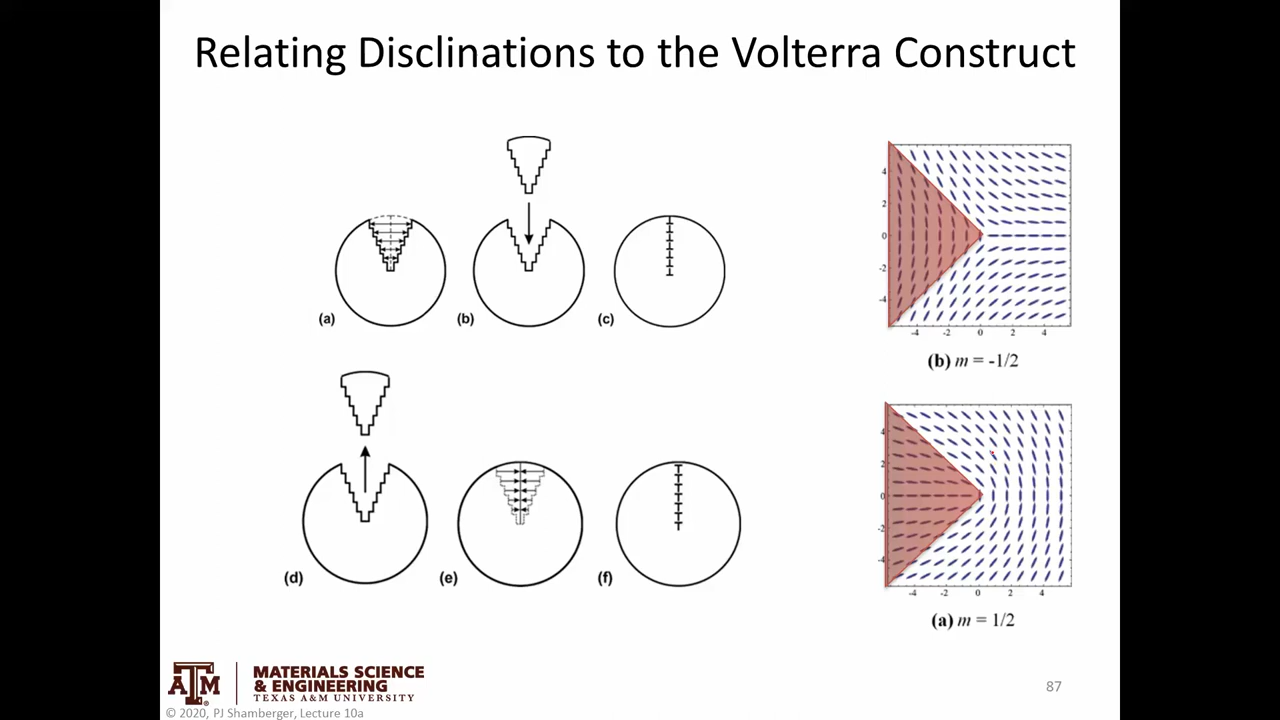 Relating Disclinations to the Volterra Construct
(a)
(b)
(c)
4
2
0
-2
-4
-4 -2 0 2 4
(b) m = -1/2
(d)
(e)
(f)
4
2
0
-2
-4
-4 -2 0 2 4
(a) m = 1/2
ATM
MATERIALS SCIENCE
& ENGINEERING
TEXAS A&M UNIVERSITY
© 2020, PJ Shamberger, Lecture 10a
87